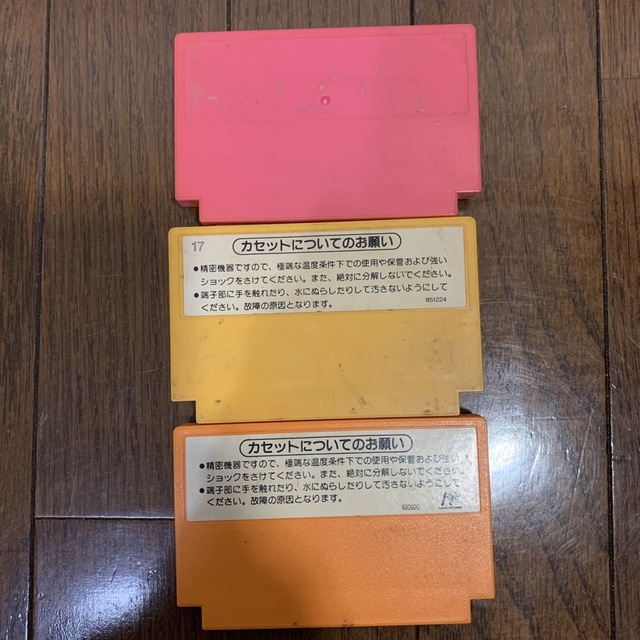 17
カセットについてのお願い
●精密機器ですので、極端な温度条件下での使用や保管および強い
ショックをさけてください。また、絶対に分解しないでください。
●端子部に手を触れたり、水にぬらしたりして汚さないようにして
ください。故障の原因となります。
851224
カセットについてのお願い
●精密機器ですので、極端な温度条件下での使用や保管および強い
ショックをさけてください。また、絶対に分解しないでください。
●端子部に手を触れたり、水にぬらしたりして汚さないようにして
ください。故障の原因となります。
880920